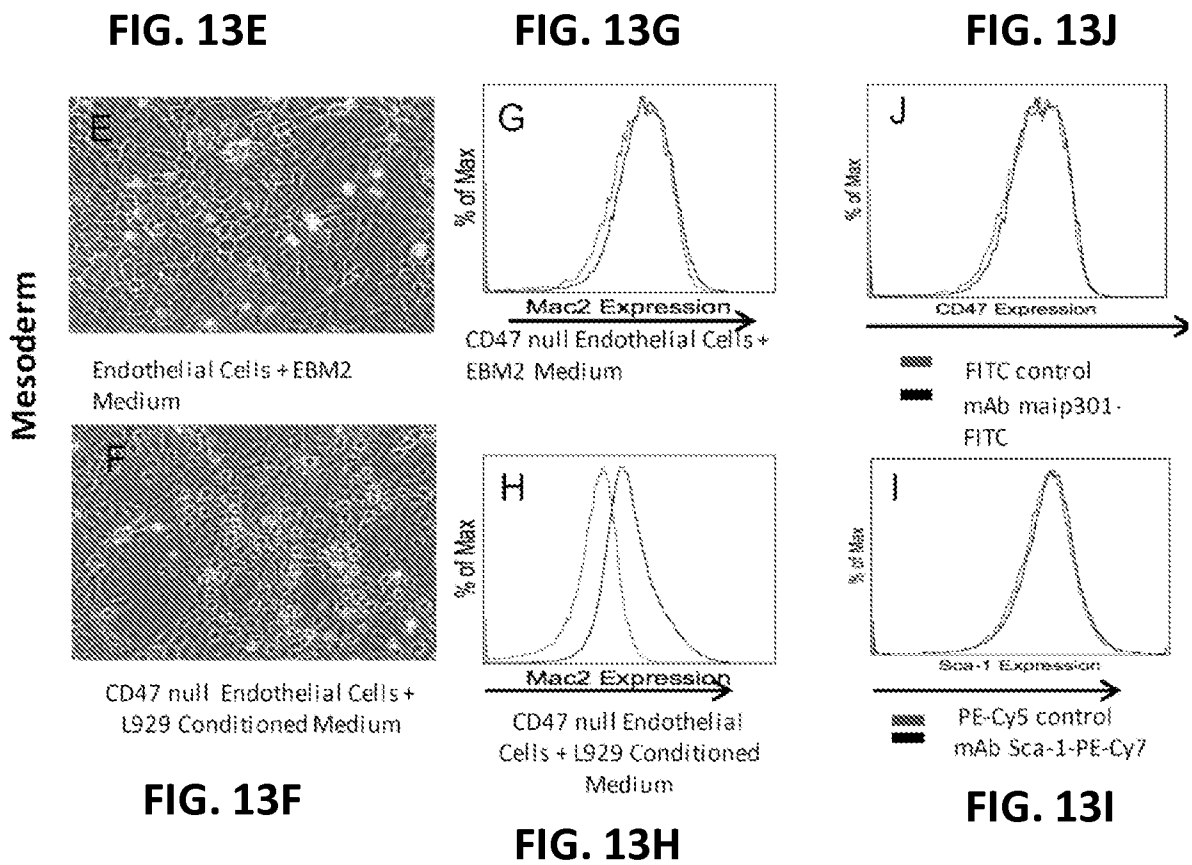 FIG. 13E
FIG. 13G
FIG. 13J
Mesoderm
E
Endothelial Cells + EBM2
Medium
F
CD47 null Endothelial Cells +
L929 Conditioned Medium
FIG. 13F
G
% of Max
Mac2 Expression
CD47 null Endothelial Cells +
EBM2 Medium
H
% of Max
Mac2 Expression
CD47 null Endothelial
Cells + L929 Conditioned
Medium
FIG. 13H
J
% of Max
CD47 Expression
FITC control
mAb maip301-
FITC
I
% of Max
Sca-1 Expression
PE-Cy5 control
mAb Sca-1-PE-Cy7
FIG. 13I